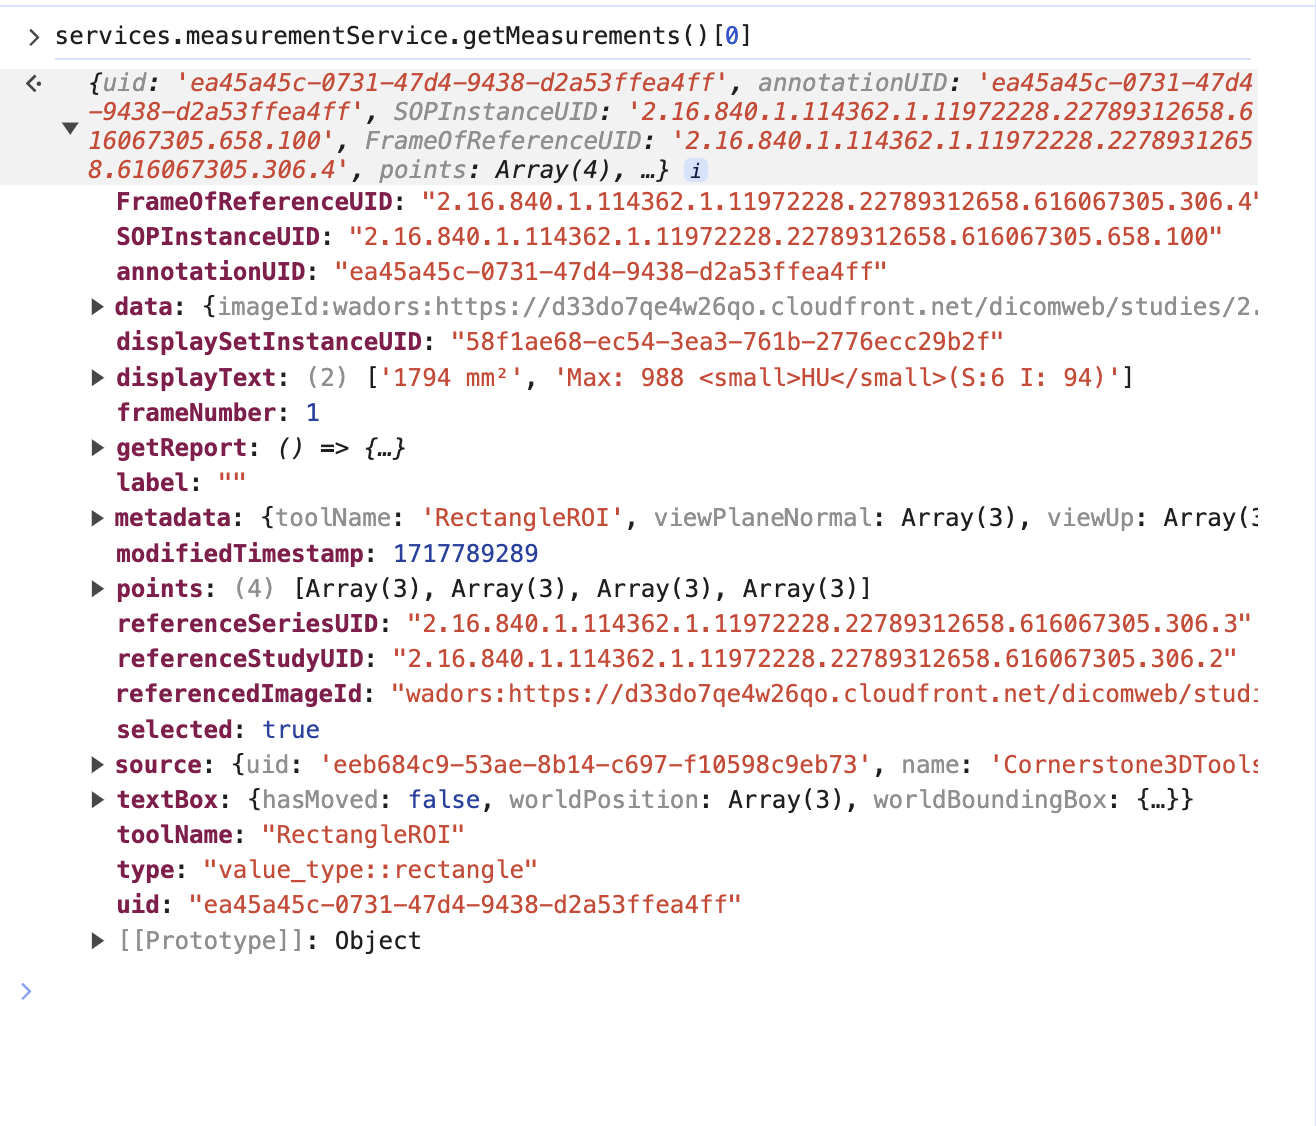 services.measurementService.getMeasurements()[0]
{uid: 'ea45a45c-0731-47d4-9438-d2a53ffea4ff', annotationUID: 'ea45a45c-0731-47d4
-9438-d2a53ffea4ff', SOPInstanceUID: '2.16.840.1.114362.1.11972228.22789312658.6
16067305.658.100', FrameOfReferenceUID: '2.16.840.1.114362.1.11972228.2278931265
8.616067305.306.4', points: Array(4), …} i
FrameOfReferenceUID: "2.16.840.1.114362.1.11972228.22789312658.616067305.306.4"
SOPInstanceUID: "2.16.840.1.114362.1.11972228.22789312658.616067305.658.100"
annotationUID: "ea45a45c-0731-47d4-9438-d2a53ffea4ff"
data: {imageId:wadors:https://d33do7qe4w26qo.cloudfront.net/dicomweb/studies/2.
displaySetInstanceUID: "58f1ae68-ec54-3ea3-761b-2776ecc29b2f"
displayText: (2) ['1794 mm²', 'Max: 988 <small>HU</small>(S:6 I: 94)']
frameNumber: 1
getReport: () => {…}
label: ""
metadata: {toolName: 'RectangleROI', viewPlaneNormal: Array(3), viewUp: Array(3
modifiedTimestamp: 1717789289
points: (4) [Array(3), Array(3), Array(3), Array(3)]
referenceSeriesUID: "2.16.840.1.114362.1.11972228.22789312658.616067305.306.3"
referenceStudyUID: "2.16.840.1.114362.1.11972228.22789312658.616067305.306.2"
referencedImageId: "wadors:https://d33do7qe4w26qo.cloudfront.net/dicomweb/studi
selected: true
source: {uid: 'eeb684c9-53ae-8b14-c697-f10598c9eb73', name: 'Cornerstone3DTools
textBox: {hasMoved: false, worldPosition: Array(3), worldBoundingBox: {…}}
toolName: "RectangleROI"
type: "value_type::rectangle"
uid: "ea45a45c-0731-47d4-9438-d2a53ffea4ff"
[[Prototype]]: Object